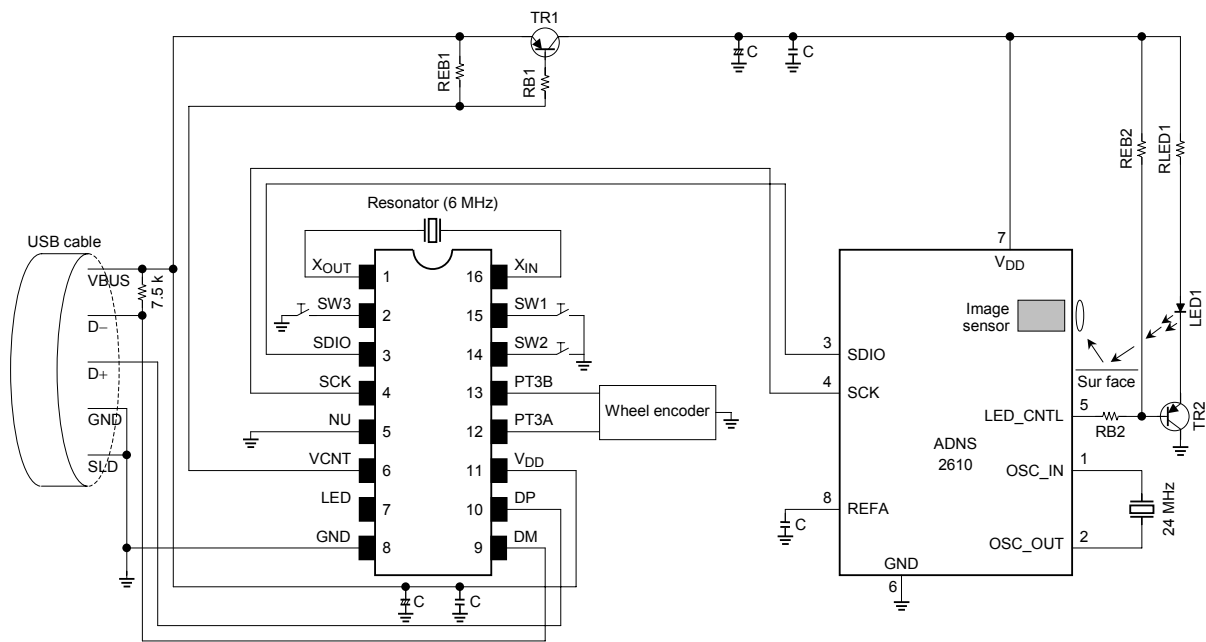 TR1
C
C
REB1
RB1
REB2
RLED1
Resonator (6 MHz)
USB cable
VBUS
7.5 k
D−
D+
GND
SLD
XOUT 1
16 XIN
SW3 2
15 SW1
SDIO 3
14 SW2
SCK 4
13 PT3B
NU 5
12 PT3A
VCNT 6
11 VDD
LED 7
10 DP
GND 8
9 DM
Wheel encoder
C
C
7
VDD
Image
sensor
LED1
3
SDIO
Sur face
4
SCK
5
LED_CNTL
RB2
TR2
ADNS
2610
1
OSC_IN
24 MHz
8
REFA
C
2
OSC_OUT
GND
6